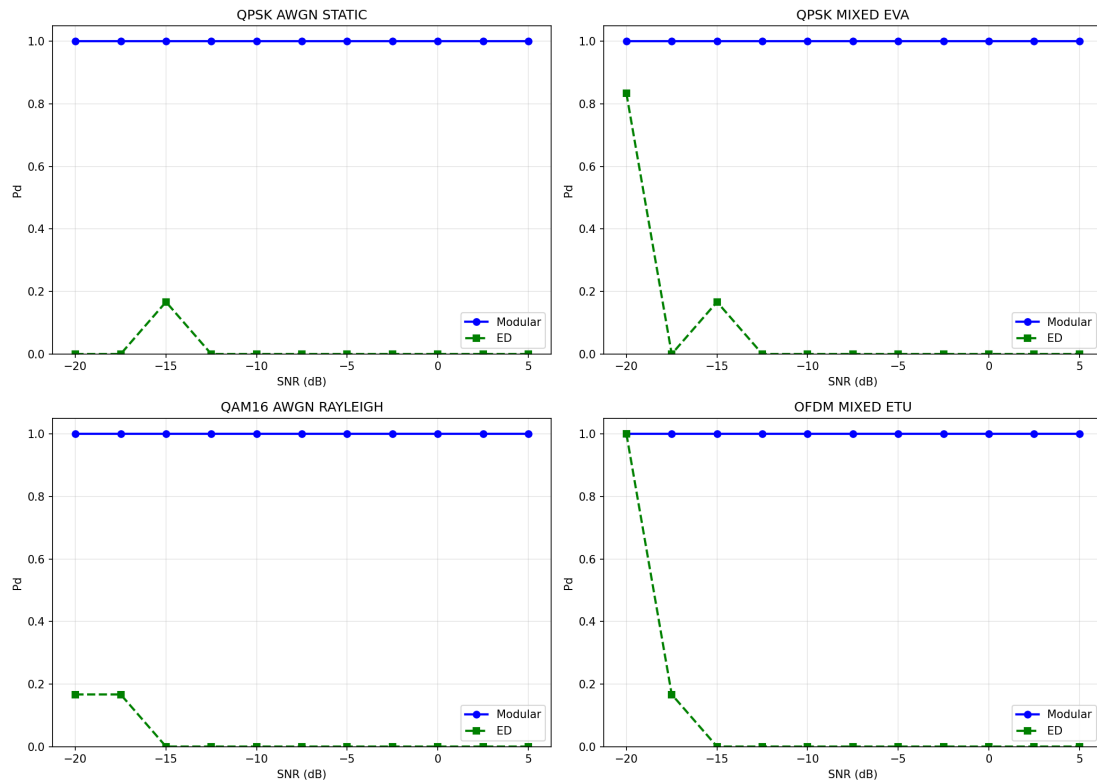 QPSK AWGN STATIC
1.0
0.8
0.6
0.4
0.2
0.0
Pd
−20
−15
−10
−5
0
5
SNR (dB)
Modular
ED
QPSK MIXED EVA
1.0
0.8
0.6
0.4
0.2
0.0
Pd
−20
−15
−10
−5
0
5
SNR (dB)
Modular
ED
QAM16 AWGN RAYLEIGH
1.0
0.8
0.6
0.4
0.2
0.0
Pd
−20
−15
−10
−5
0
5
SNR (dB)
Modular
ED
OFDM MIXED ETU
1.0
0.8
0.6
0.4
0.2
0.0
Pd
−20
−15
−10
−5
0
5
SNR (dB)
Modular
ED